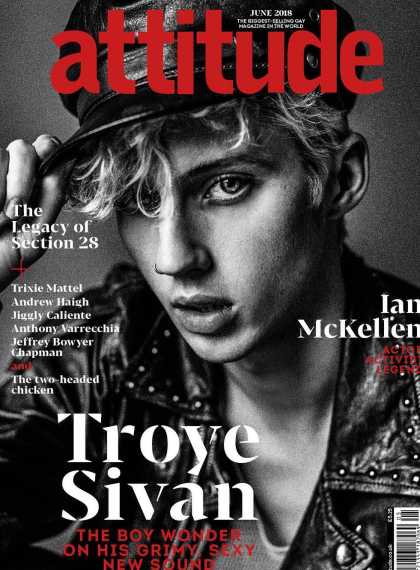 JUNE 2018
THE BIGGEST-SELLING GAY
MAGAZINE IN THE WORLD
attitude
The
Legacy of
Section 28
+
Trixie Mattel
Andrew Haigh
Jiggly Caliente
Anthony Varrecchia
Jeffrey Bowyer
Chapman
and
The two-headed
chicken
Ian
McKellen
Troye
Sivan
THE BOY WONDER
ON HIS GRIMY, SEXY
NEW SOUND
£5.25